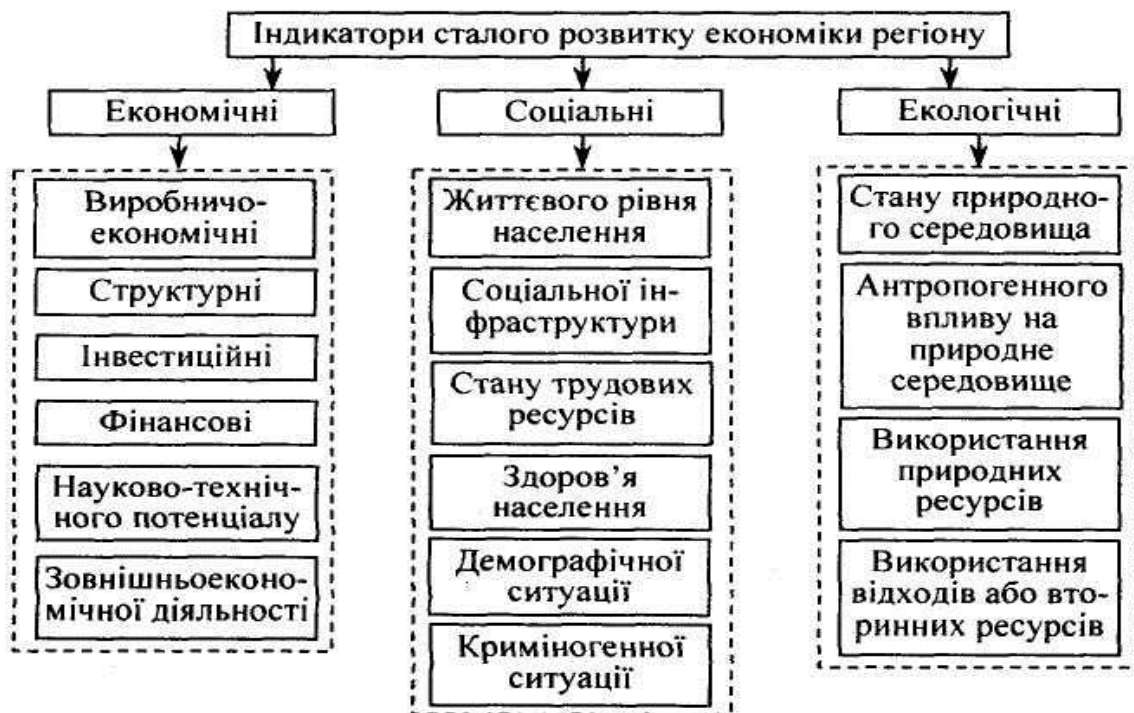 Індикатори сталого розвитку економіки регіону
Економічні
Виробничо-
економічні
Структурні
Інвестиційні
Фінансові
Науково-техніч-
ного потенціалу
Зовнішньоеконо-
мічної діяльності
Соціальні
Життєвого рівня
населення
Соціальної ін-
фраструктури
Стану трудових
ресурсів
Здоров’я
населення
Демографічної
ситуації
Криміногенної
ситуації
Екологічні
Стану природно-
го середовища
Антропогенного
впливу на
природне
середовище
Використання
природних
ресурсів
Використання
відходів або вто-
ринних ресурсів